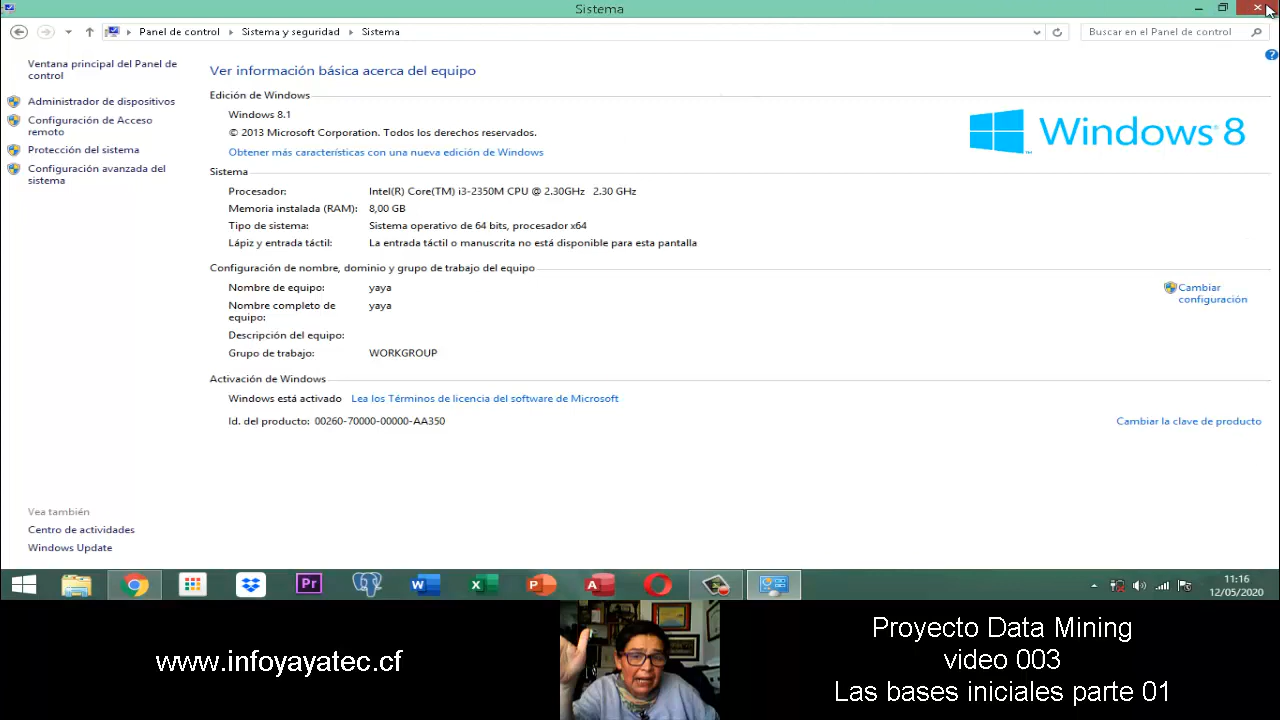 Sistema
Panel de control
Sistema y seguridad
Sistema
Buscar en el Panel de control
Ventana principal del Panel de
control
Administrador de dispositivos
Configuración de Acceso
remoto
Protección del sistema
Configuración avanzada del
sistema
Ver información básica acerca del equipo
Edición de Windows
Windows 8.1
© 2013 Microsoft Corporation. Todos los derechos reservados.
Obtener más características con una nueva edición de Windows
Windows 8
Sistema
Procesador: Intel(R) Core(TM) i3-2350M CPU @ 2.30GHz 2.30 GHz
Memoria instalada (RAM): 8,00 GB
Tipo de sistema: Sistema operativo de 64 bits, procesador x64
Lápiz y entrada táctil: La entrada táctil o manuscrita no está disponible para esta pantalla
Configuración de nombre, dominio y grupo de trabajo del equipo
Nombre de equipo: yaya
Nombre completo de
equipo: yaya
Descripción del equipo:
Grupo de trabajo: WORKGROUP
Cambiar
configuración
Activación de Windows
Windows está activado Lea los Términos de licencia del software de Microsoft
Id. del producto: 00260-70000-00000-AA350
Cambiar la clave de producto
Vea también
Centro de actividades
Windows Update
Pr
11:16
12/05/2020
www.infoyayatec.cf
Proyecto Data Mining
video 003
Las bases iniciales parte 01